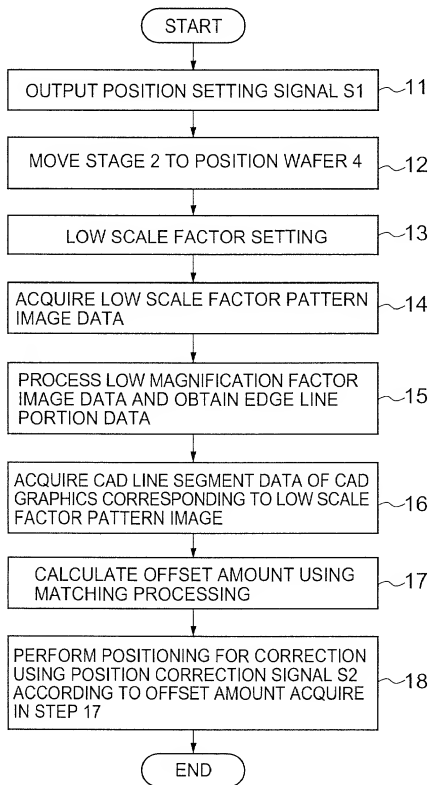 START
OUTPUT POSITION SETTING SIGNAL S1
11
MOVE STAGE 2 TO POSITION WAFER 4
12
LOW SCALE FACTOR SETTING
13
ACQUIRE LOW SCALE FACTOR PATTERN
IMAGE DATA
14
PROCESS LOW MAGNIFICATION FACTOR
IMAGE DATA AND OBTAIN EDGE LINE
PORTION DATA
15
ACQUIRE CAD LINE SEGMENT DATA OF CAD
GRAPHICS CORRESPONDING TO LOW SCALE
FACTOR PATTERN IMAGE
16
CALCULATE OFFSET AMOUNT USING
MATCHING PROCESSING
17
PERFORM POSITIONING FOR CORRECTION
USING POSITION CORRECTION SIGNAL S2
ACCORDING TO OFFSET AMOUNT ACQUIRE
IN STEP 17
18
END